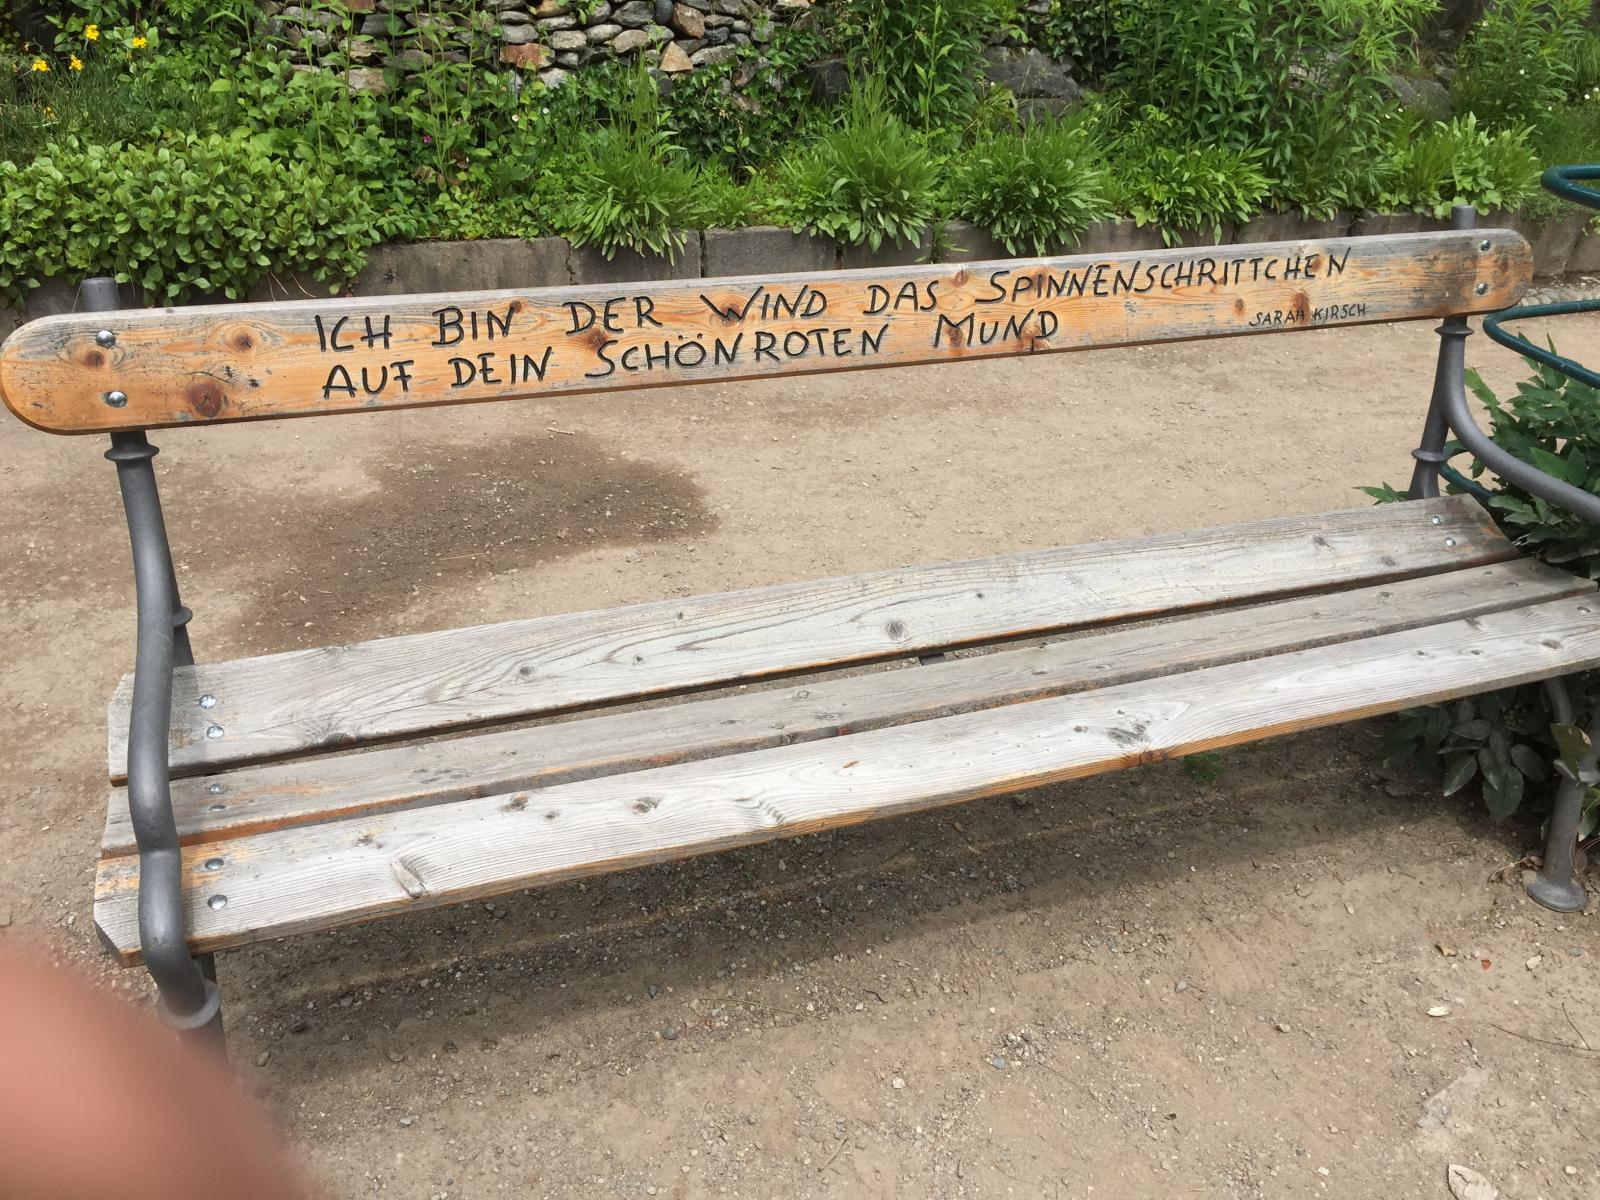 ICH BIN DER WIND DAS SPINNENSCHRITTCHEN
AUF DEIN SCHÖNROTEN MUND
SARAH KIRSCH